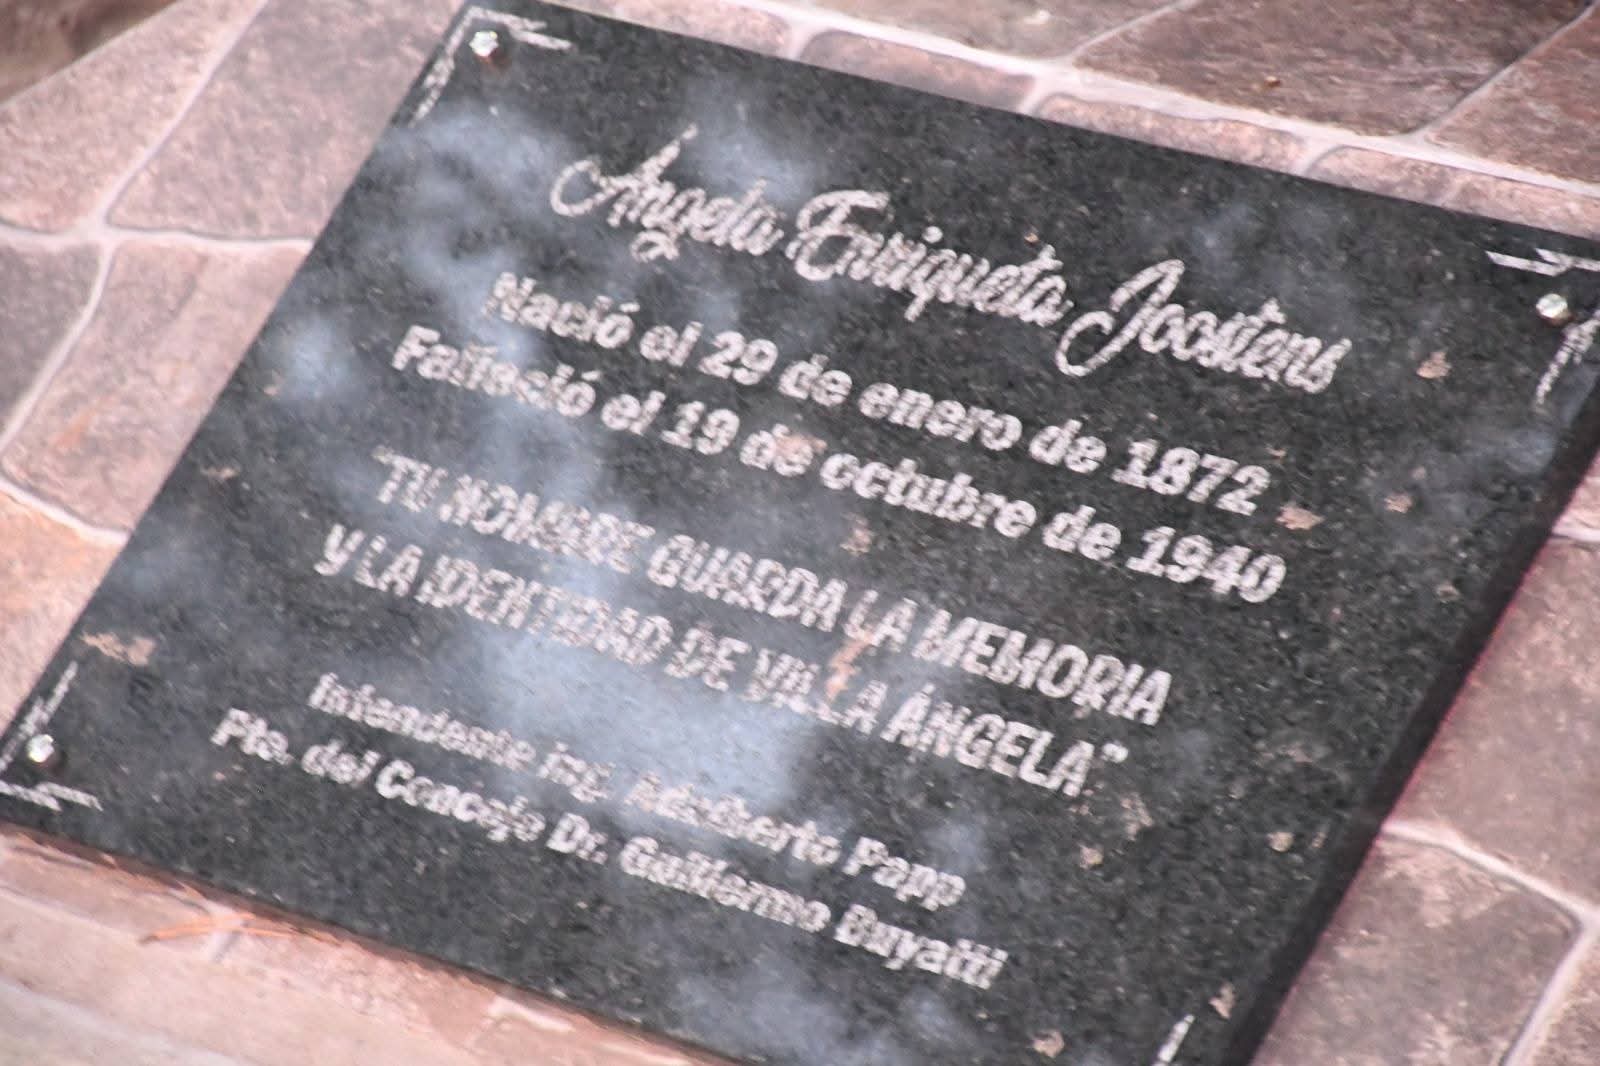 Ángela Enriqueta Joostens
Nació el 29 de enero de 1872
Falleció el 19 de octubre de 1940
"TU NOMBRE GUARDA LA MEMORIA
Y LA IDENTIDAD DE VILLA ÁNGELA"
Intendente Ing. Adalberto Papp
Pte. del Concejo Dr. Guillermo Buyatti